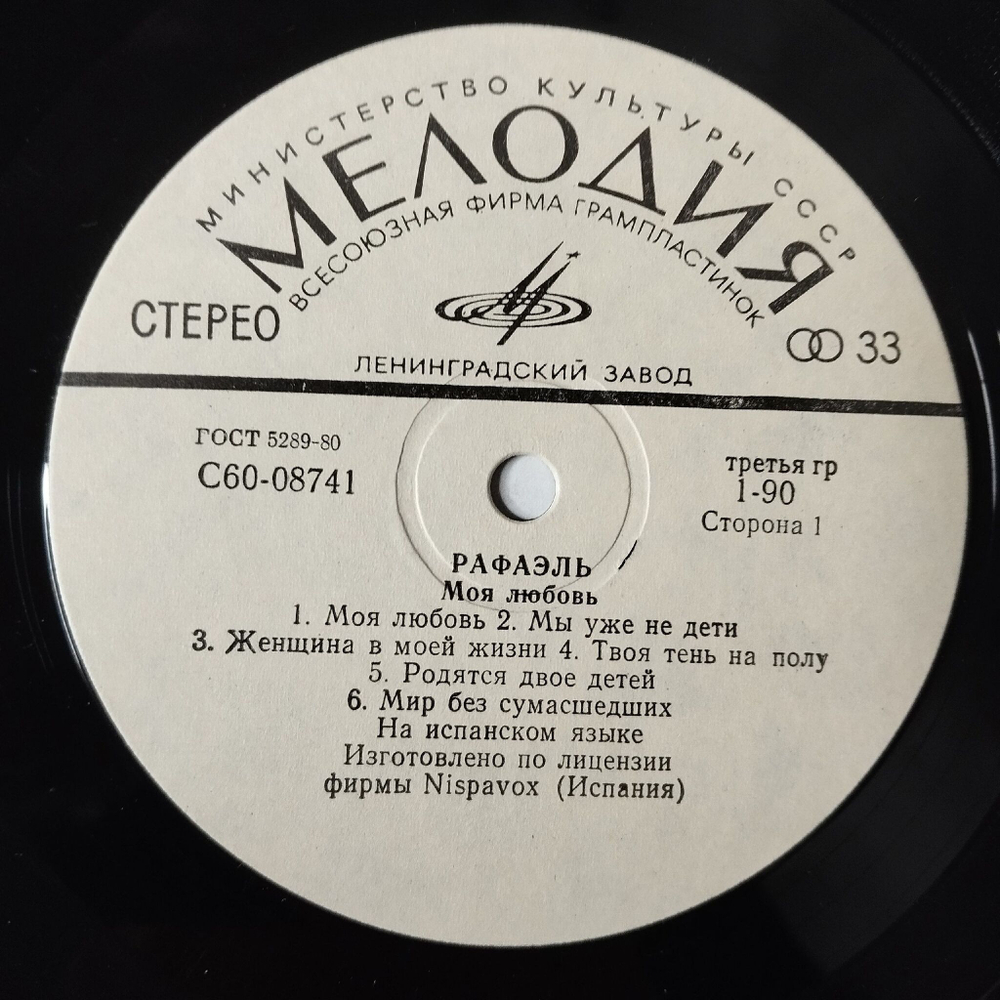 МИНИСТЕРСТВО КУЛЬТУРЫ СССР
МЕЛОДИЯ
ВСЕСОЮЗНАЯ ФИРМА ГРАМПЛАСТИНОК
СТЕРЕО
33
ЛЕНИНГРАДСКИЙ ЗАВОД
ГОСТ 5289-80
С60-08741
третья гр
1-90
Сторона 1
РАФАЭЛЬ
Моя любовь
1. Моя любовь 2. Мы уже не дети
3. Женщина в моей жизни 4. Твоя тень на полу
5. Родятся двое детей
6. Мир без сумасшедших
На испанском языке
Изготовлено по лицензии
фирмы Nispavox (Испания)